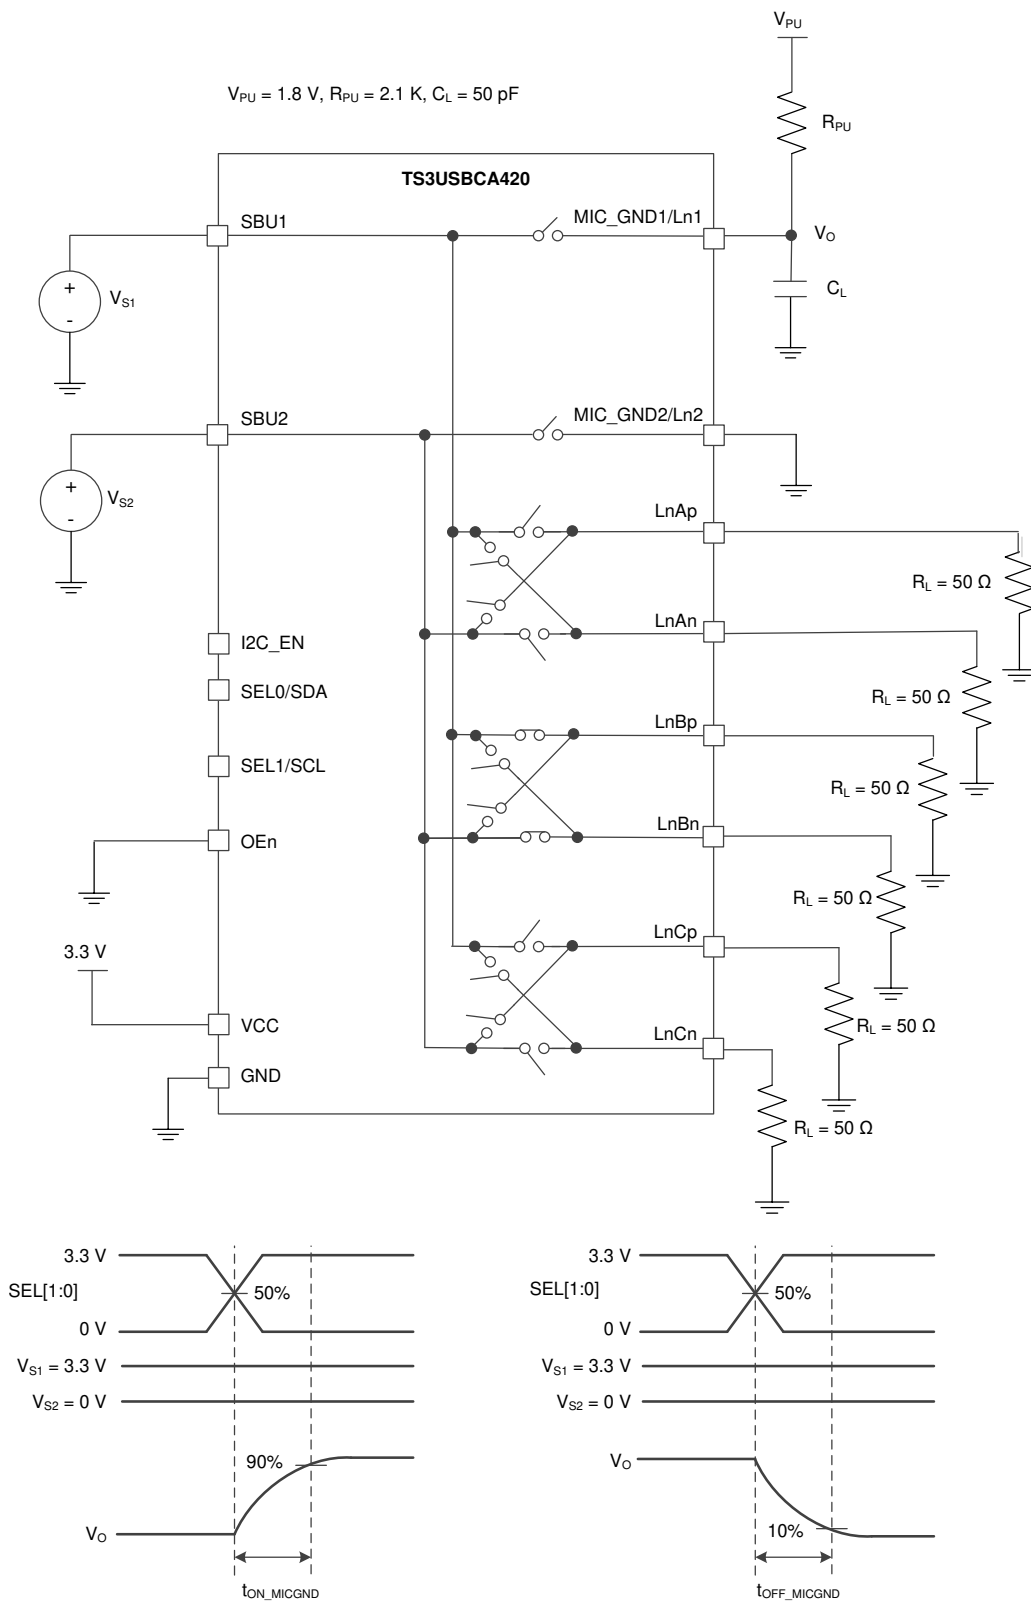 V_PU
V_PU = 1.8 V, R_PU = 2.1 K, C_L = 50 pF
R_PU
TS3USBCA420
SBU1
MIC_GND1/Ln1
V_O
+
V_S1
-
C_L
SBU2
MIC_GND2/Ln2
+
V_S2
-
LnAp
R_L = 50 Ω
I2C_EN
LnAn
SEL0/SDA
R_L = 50 Ω
LnBp
SEL1/SCL
R_L = 50 Ω
LnBn
OEn
R_L = 50 Ω
LnCp
3.3 V
VCC
LnCn
R_L = 50 Ω
GND
R_L = 50 Ω
3.3 V
SEL[1:0]
50%
0 V
V_S1 = 3.3 V
V_S2 = 0 V
90%
V_O
t_ON_MICGND
3.3 V
SEL[1:0]
50%
0 V
V_S1 = 3.3 V
V_S2 = 0 V
V_O
10%
t_OFF_MICGND